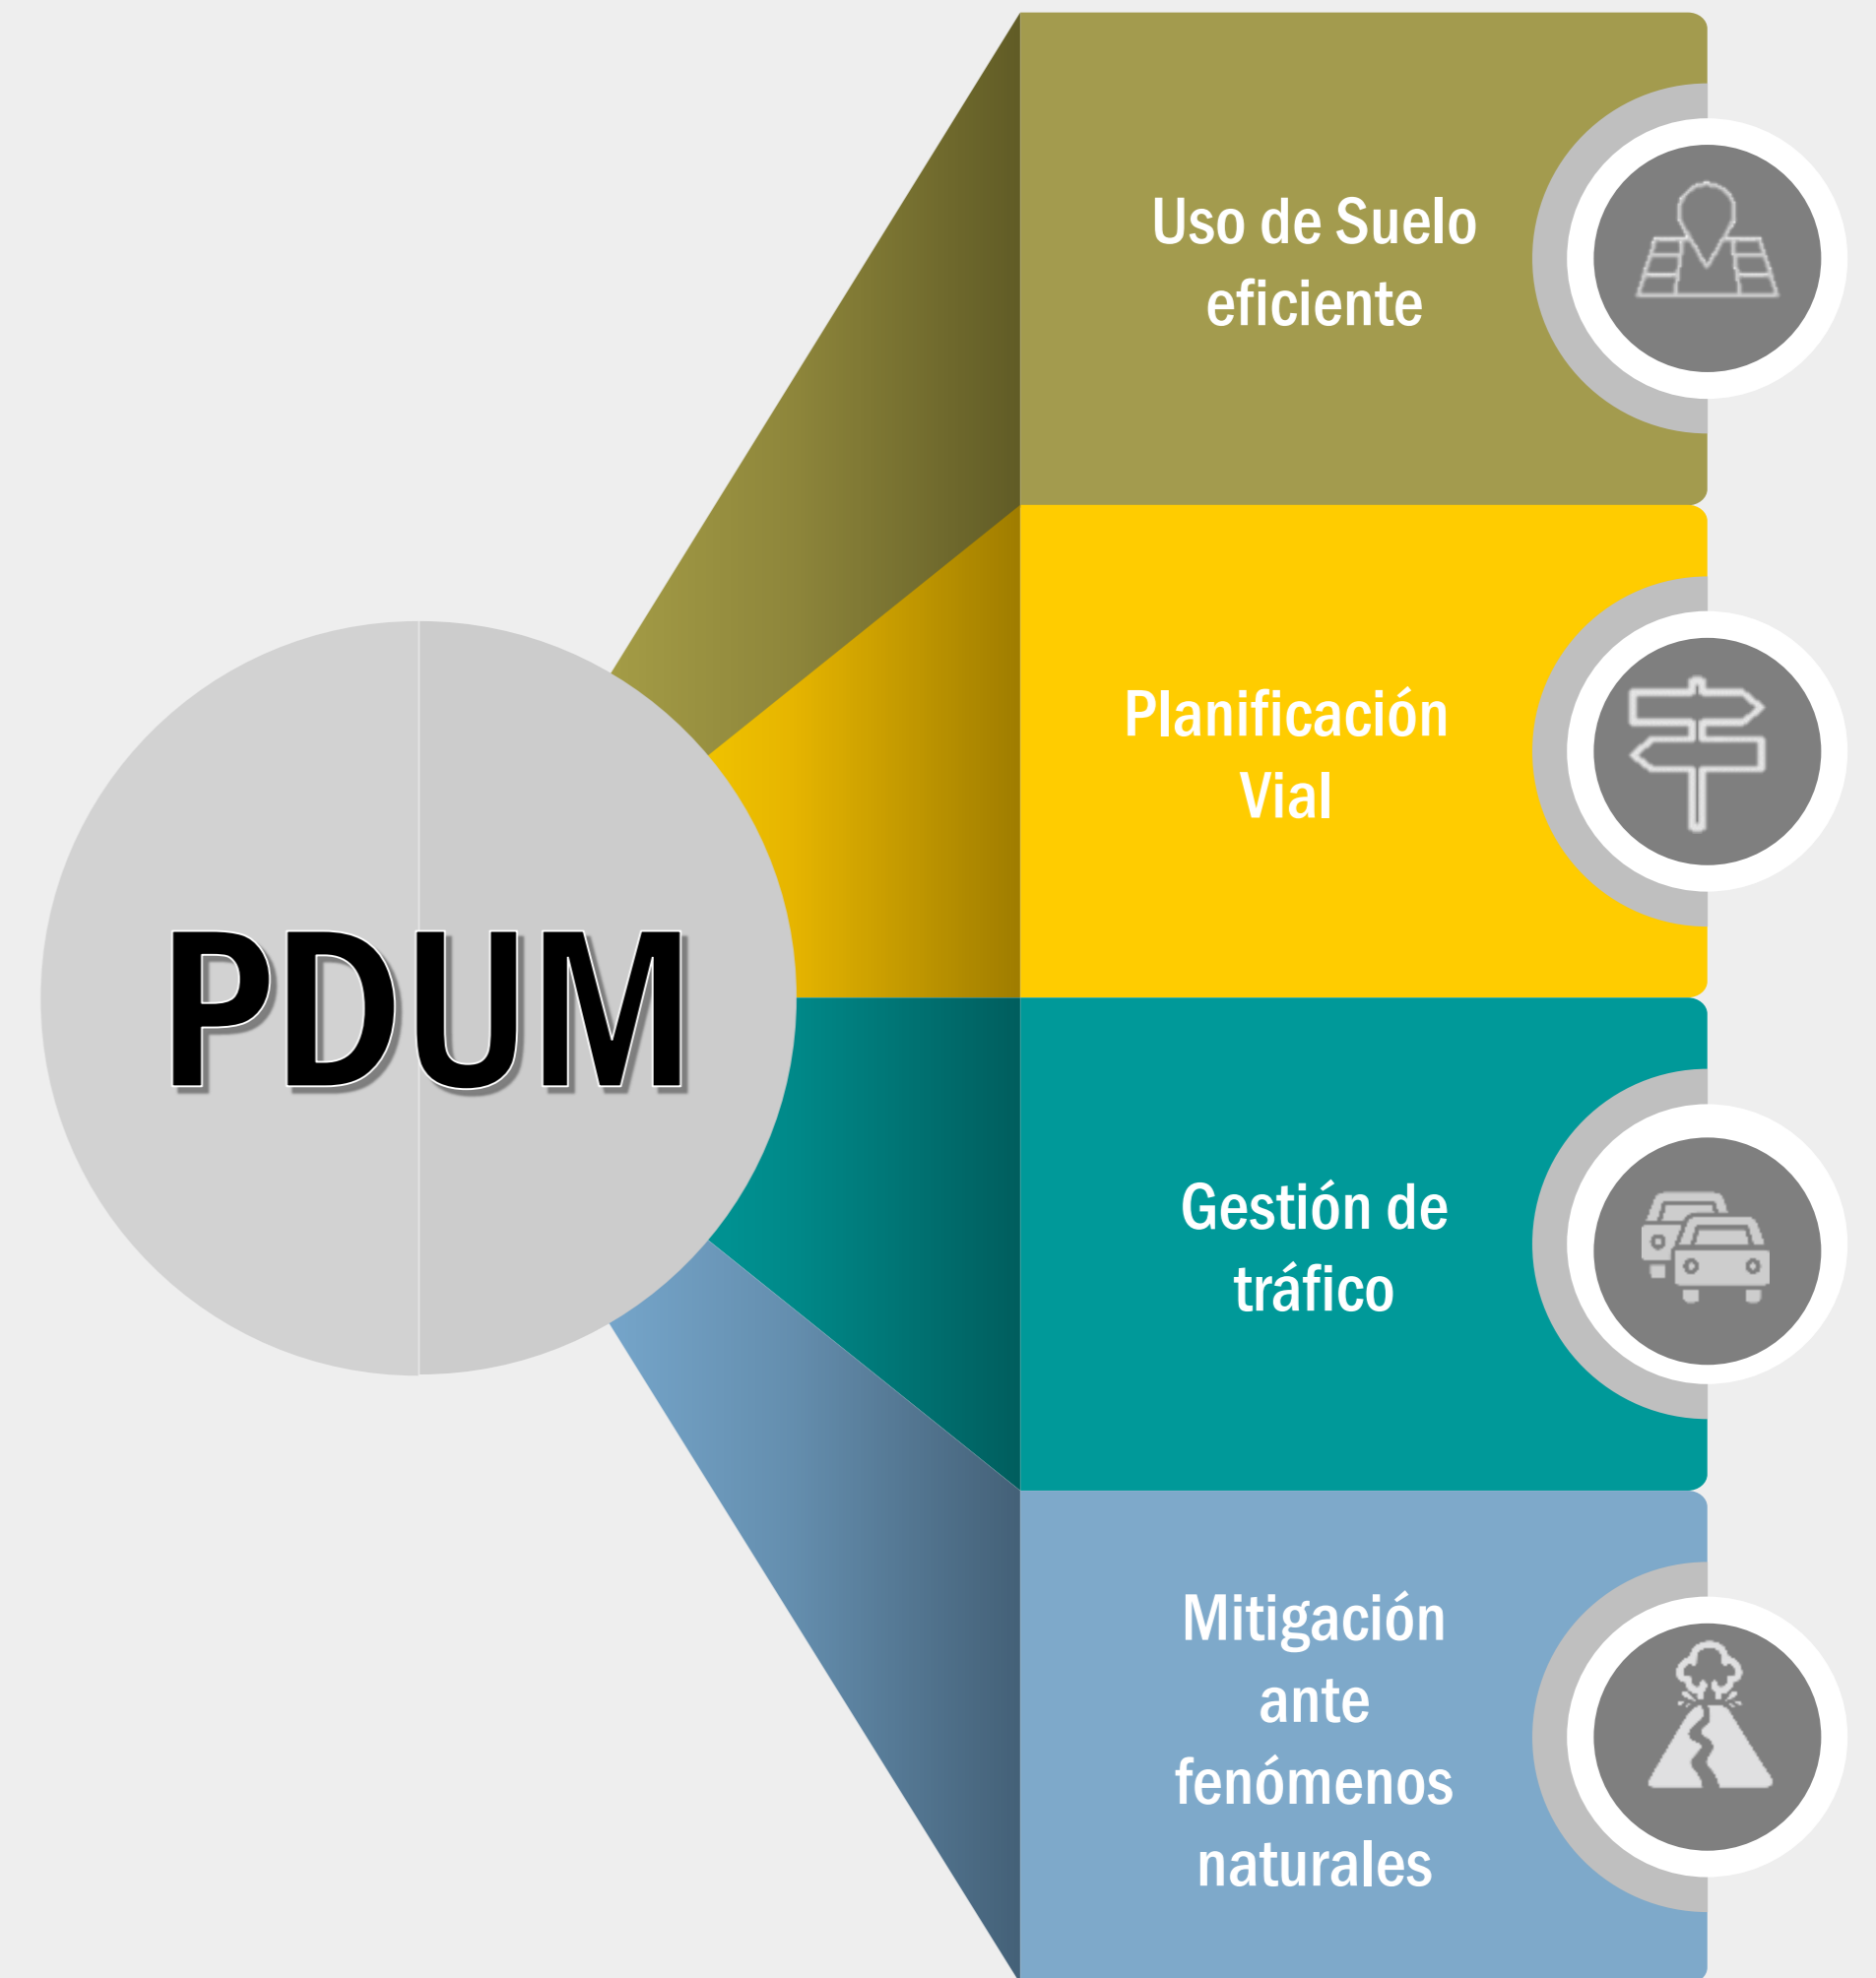 PDUM
Uso de Suelo
eficiente
Planificación
Vial
Gestión de
tráfico
Mitigación
ante
fenómenos
naturales